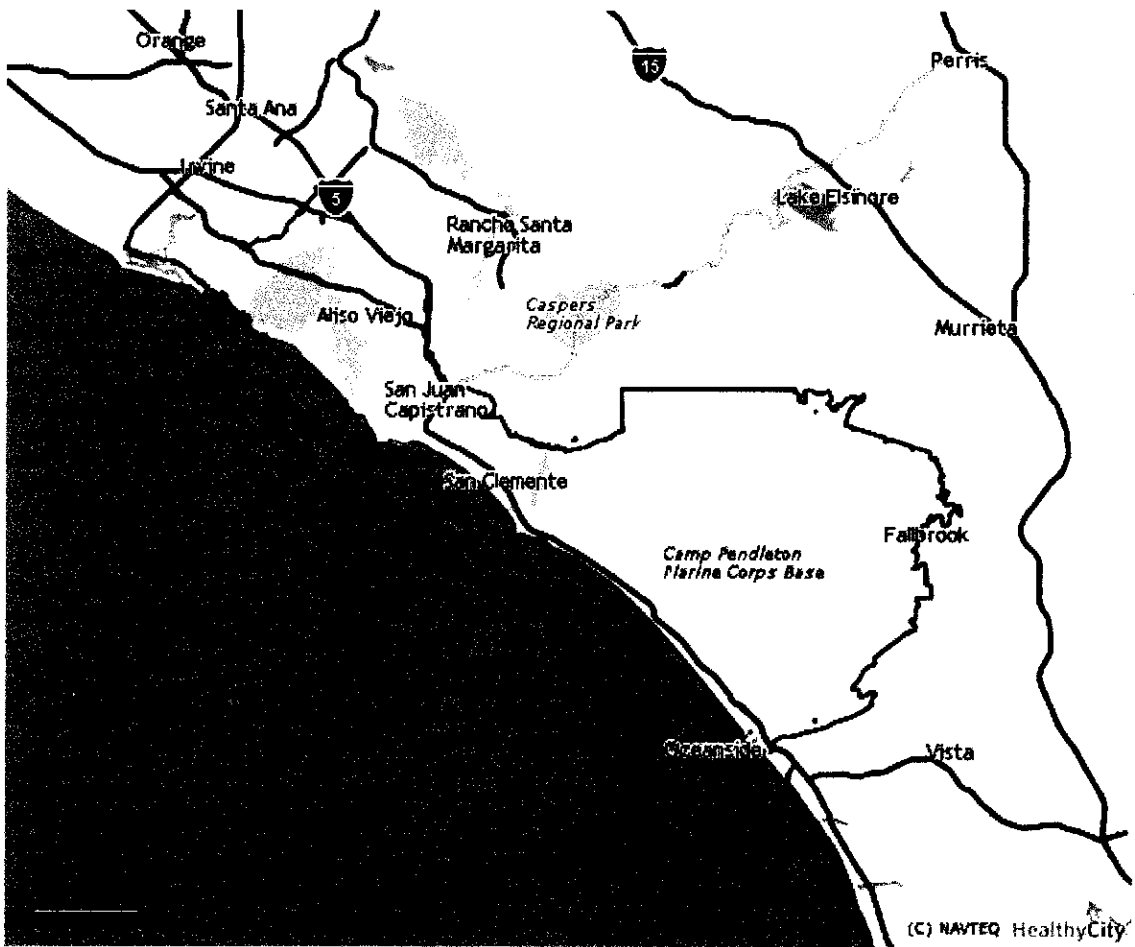 Orange
15
Perris
Santa Ana
Irvine
5
Lake Elsinore
Rancho Santa
Margarita
Caspers
Regional Park
Aliso Viejo
Murrieta
San Juan
Capistrano
San Clemente
Fallbrook
Camp Pendleton
Marine Corps Base
Oceanside
Vista
(C) NAVTEQ HealthyCity